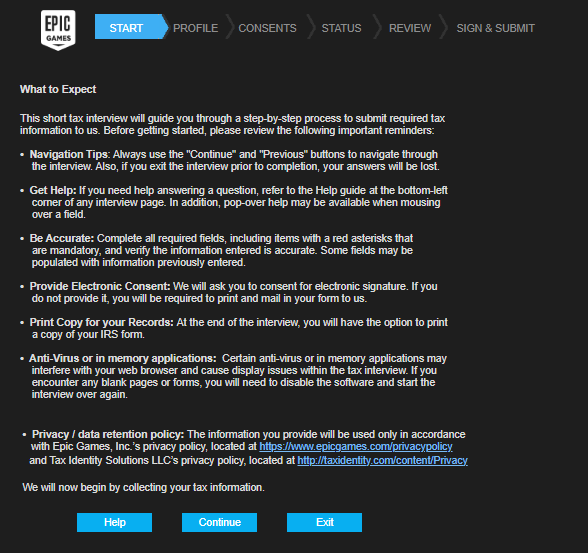 EPIC
GAMES
START
PROFILE
CONSENTS
STATUS
REVIEW
SIGN & SUBMIT
What to Expect
This short tax interview will guide you through a step-by-step process to submit required tax
information to us. Before getting started, please review the following important reminders:
• Navigation Tips: Always use the "Continue" and "Previous" buttons to navigate through
the interview. Also, if you exit the interview prior to completion, your answers will be lost.
• Get Help: If you need help answering a question, refer to the Help guide at the bottom-left
corner of any interview page. In addition, pop-over help may be available when mousing
over a field.
• Be Accurate: Complete all required fields, including items with a red asterisks that
are mandatory, and verify the information entered is accurate. Some fields may be
populated with information previously entered.
• Provide Electronic Consent: We will ask you to consent for electronic signature. If you
do not provide it, you will be required to print and mail in your form to us.
• Print Copy for your Records: At the end of the interview, you will have the option to print
a copy of your IRS form.
• Anti-Virus or in memory applications: Certain anti-virus or in memory applications may
interfere with your web browser and cause display issues within the tax interview. If you
encounter any blank pages or forms, you will need to disable the software and start the
interview over again.
• Privacy / data retention policy: The information you provide will be used only in accordance
with Epic Games, Inc.'s privacy policy, located at https://www.epicgames.com/privacypolicy
and Tax Identity Solutions LLC's privacy policy, located at http://taxidentity.com/content/Privacy
We will now begin by collecting your tax information.
Help
Continue
Exit